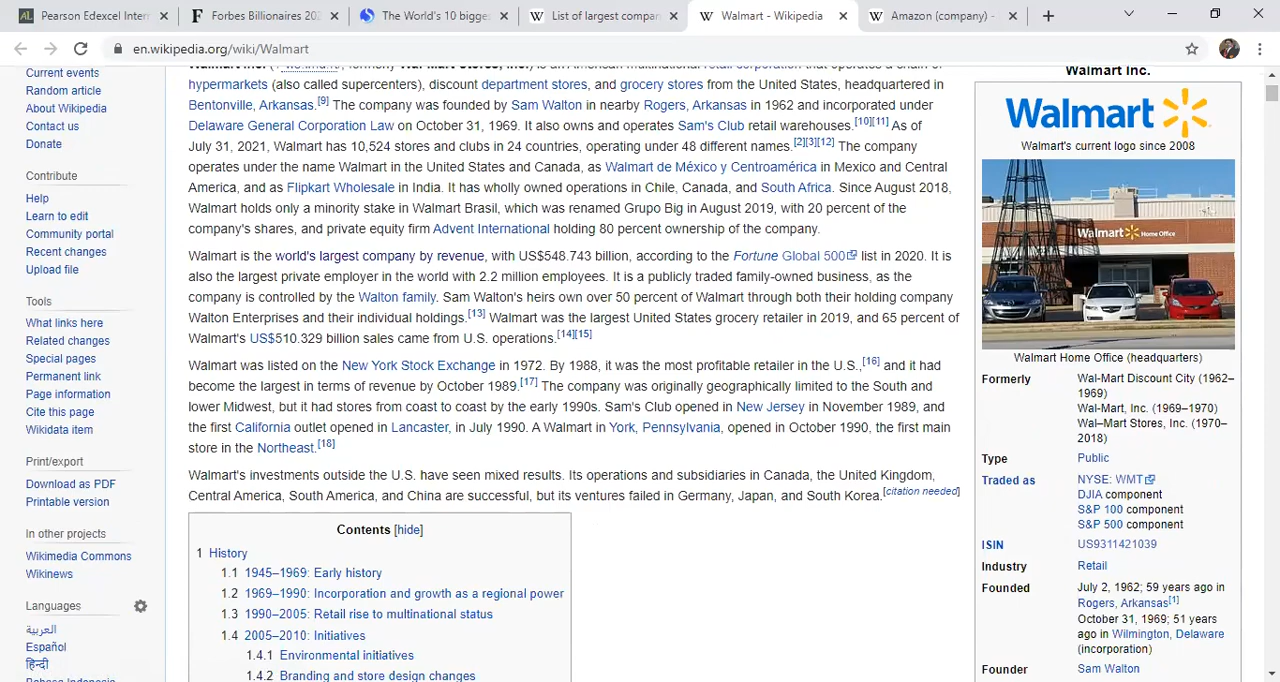 Pearson Edexcel Inter
Forbes Billionaires 202
The World's 10 bigge
List of largest compan
Walmart - Wikipedia
Amazon (company) -
en.wikipedia.org/wiki/Walmart
Current events
Random article
About Wikipedia
Contact us
Donate
Contribute
Help
Learn to edit
Community portal
Recent changes
Upload file
Tools
What links here
Related changes
Special pages
Permanent link
Page information
Cite this page
Wikidata item
Print/export
Download as PDF
Printable version
In other projects
Wikimedia Commons
Wikinews
Languages
العربية
Español
हिन्दी
is an American multinational retail corporation that operates a chain of
hypermarkets (also called supercenters), discount department stores, and grocery stores from the United States, headquartered in
Bentonville, Arkansas.[9] The company was founded by Sam Walton in nearby Rogers, Arkansas in 1962 and incorporated under
Delaware General Corporation Law on October 31, 1969. It also owns and operates Sam's Club retail warehouses.[10][11] As of
July 31, 2021, Walmart has 10,524 stores and clubs in 24 countries, operating under 48 different names.[2][3][12] The company
operates under the name Walmart in the United States and Canada, as Walmart de México y Centroamérica in Mexico and Central
America, and as Flipkart Wholesale in India. It has wholly owned operations in Chile, Canada, and South Africa. Since August 2018,
Walmart holds only a minority stake in Walmart Brasil, which was renamed Grupo Big in August 2019, with 20 percent of the
company's shares, and private equity firm Advent International holding 80 percent ownership of the company.
Walmart is the world's largest company by revenue, with US$548.743 billion, according to the Fortune Global 500 list in 2020. It is
also the largest private employer in the world with 2.2 million employees. It is a publicly traded family-owned business, as the
company is controlled by the Walton family. Sam Walton's heirs own over 50 percent of Walmart through both their holding company
Walton Enterprises and their individual holdings.[13] Walmart was the largest United States grocery retailer in 2019, and 65 percent of
Walmart's US$510.329 billion sales came from U.S. operations.[14][15]
Walmart was listed on the New York Stock Exchange in 1972. By 1988, it was the most profitable retailer in the U.S.,[16] and it had
become the largest in terms of revenue by October 1989.[17] The company was originally geographically limited to the South and
lower Midwest, but it had stores from coast to coast by the early 1990s. Sam's Club opened in New Jersey in November 1989, and
the first California outlet opened in Lancaster, in July 1990. A Walmart in York, Pennsylvania, opened in October 1990, the first main
store in the Northeast.[18]
Walmart's investments outside the U.S. have seen mixed results. Its operations and subsidiaries in Canada, the United Kingdom,
Central America, South America, and China are successful, but its ventures failed in Germany, Japan, and South Korea.[citation needed]
Contents [hide]
1 History
1.1 1945–1969: Early history
1.2 1969–1990: Incorporation and growth as a regional power
1.3 1990–2005: Retail rise to multinational status
1.4 2005–2010: Initiatives
1.4.1 Environmental initiatives
1.4.2 Branding and store design changes
Walmart Inc.
Walmart
Walmart's current logo since 2008
Walmart Home Office
Walmart Home Office (headquarters)
Formerly Wal-Mart Discount City (1962–
1969)
Wal-Mart, Inc. (1969–1970)
Wal–Mart Stores, Inc. (1970–
2018)
Type Public
Traded as NYSE: WMT
DJIA component
S&P 100 component
S&P 500 component
ISIN US9311421039
Industry Retail
Founded July 2, 1962; 59 years ago in
Rogers, Arkansas[1]
October 31, 1969; 51 years
ago in Wilmington, Delaware
(incorporation)
Founder Sam Walton